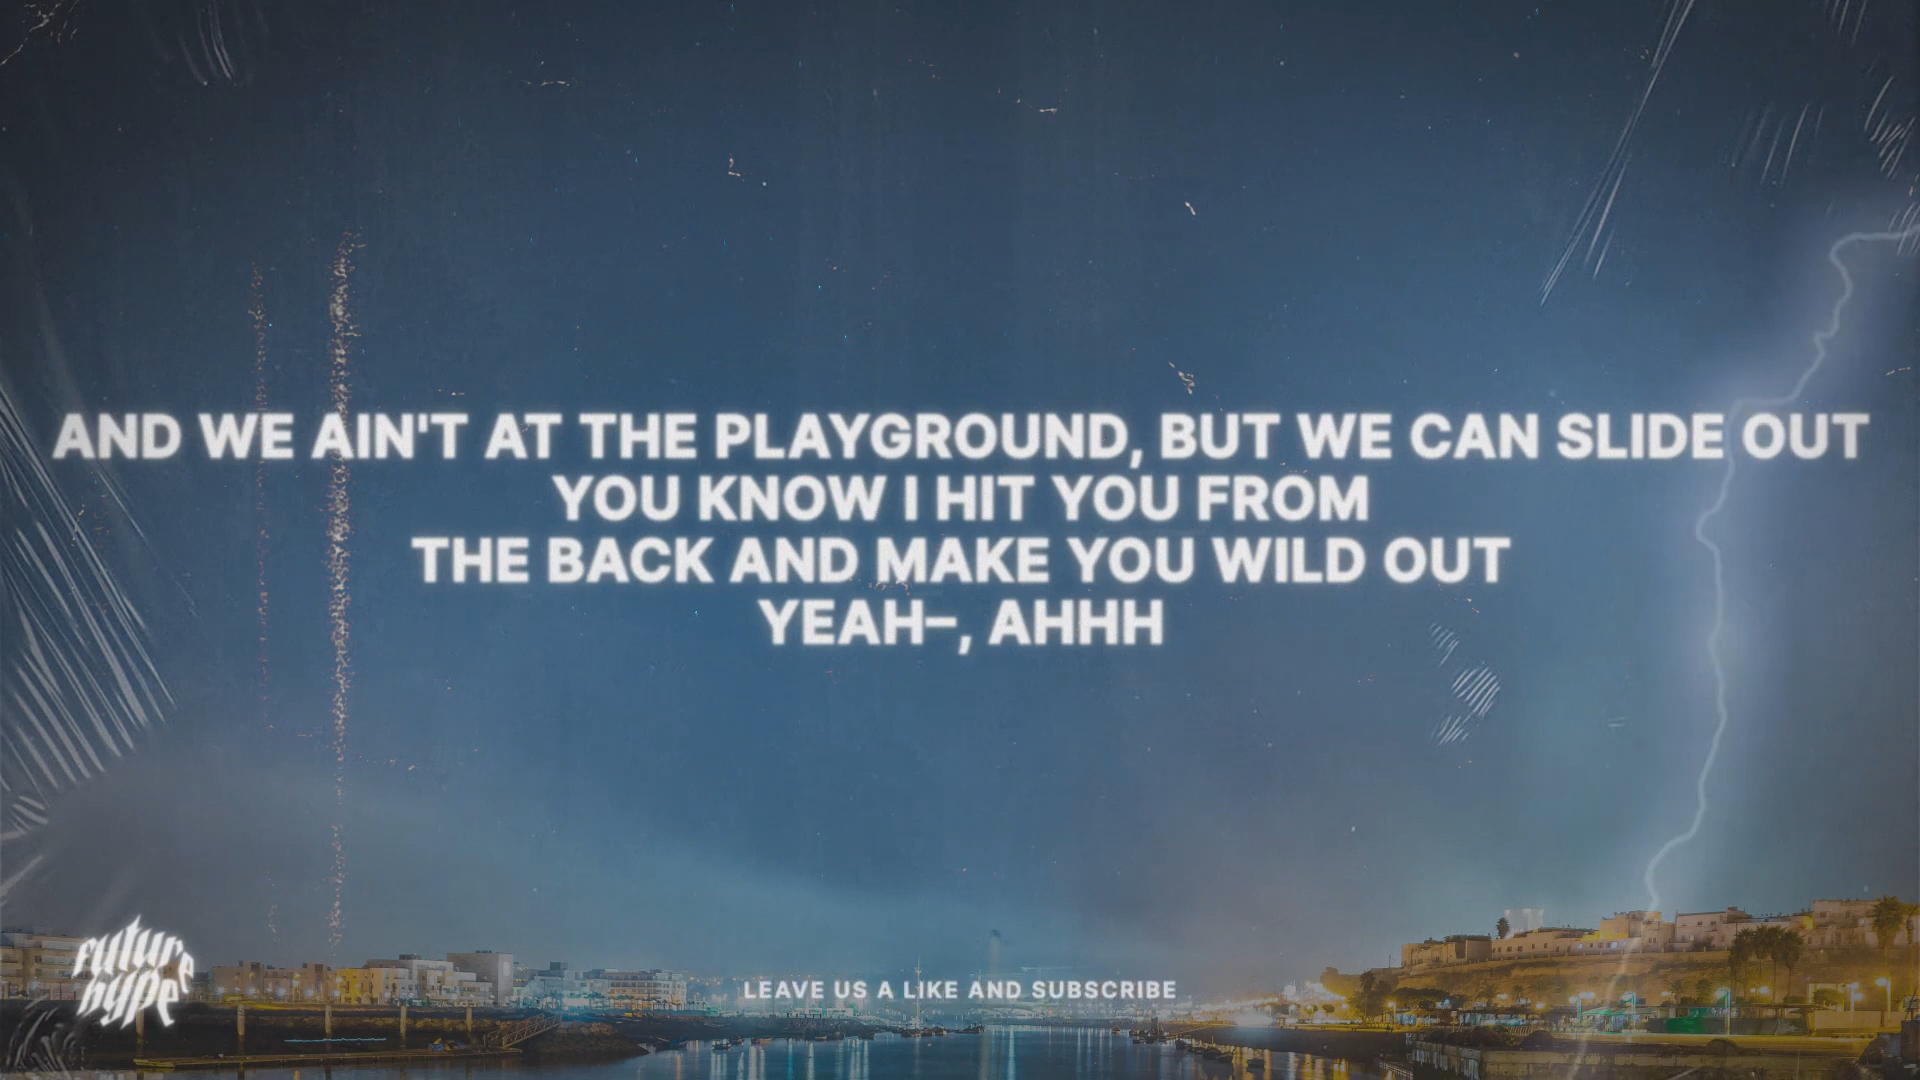 AND WE AIN'T AT THE PLAYGROUND, BUT WE CAN SLIDE OUT
YOU KNOW I HIT YOU FROM
THE BACK AND MAKE YOU WILD OUT
YEAH–, AHHH
future
hype
LEAVE US A LIKE AND SUBSCRIBE